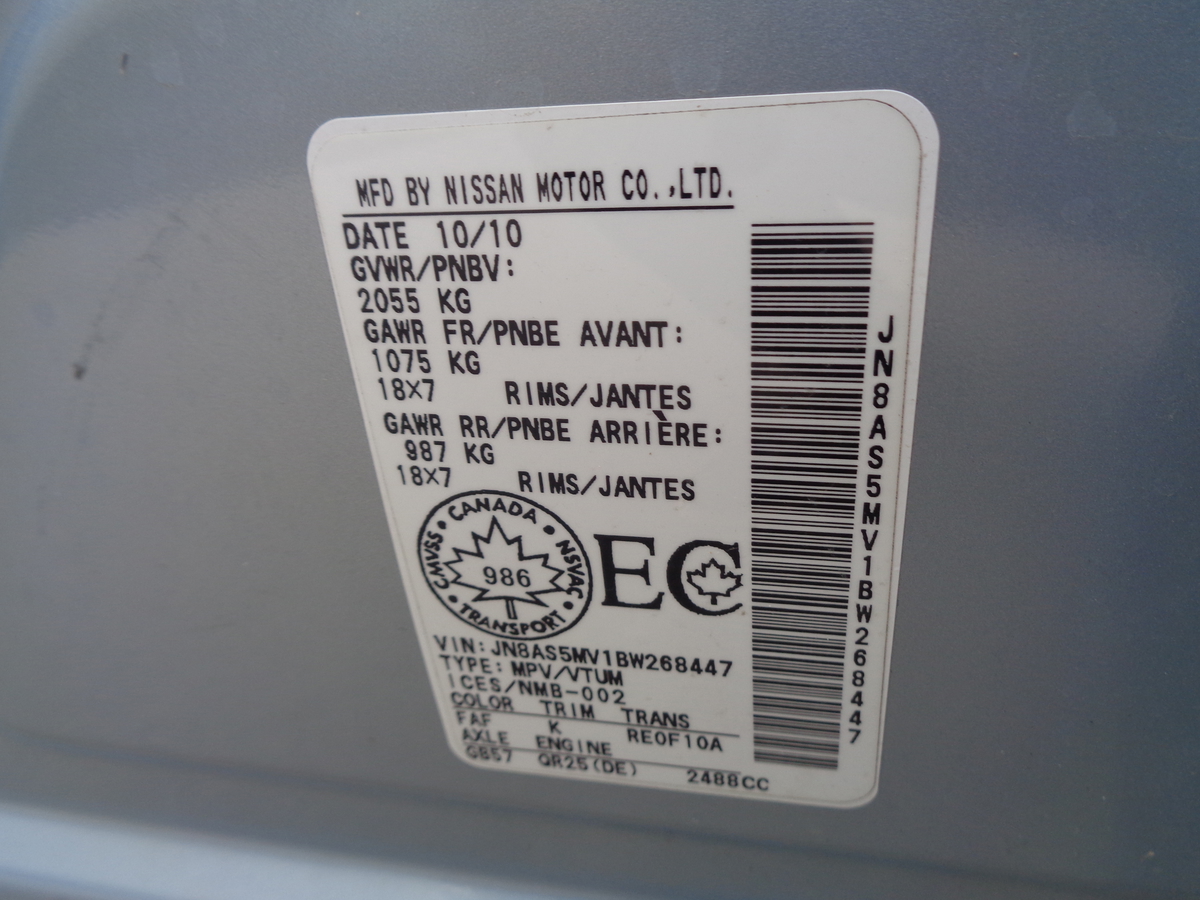 MFD BY NISSAN MOTOR CO.,LTD.
DATE 10/10
GVWR/PNBV:
2055 KG
GAWR FR/PNBE AVANT:
1075 KG
18X7 RIMS/JANTES
GAWR RR/PNBE ARRIÈRE:
987 KG
18X7 RIMS/JANTES
CANADA
CMVSS
NSVAC
986
TRANSPORT
EC
VIN:JN8AS5MV1BW268447
TYPE:MPV/VTUM
ICES/NMB-002
COLOR TRIM TRANS
FAF K RE0F10A
AXLE ENGINE
GB57 QR25(DE) 2488CC
JN8AS5MV1BW268447